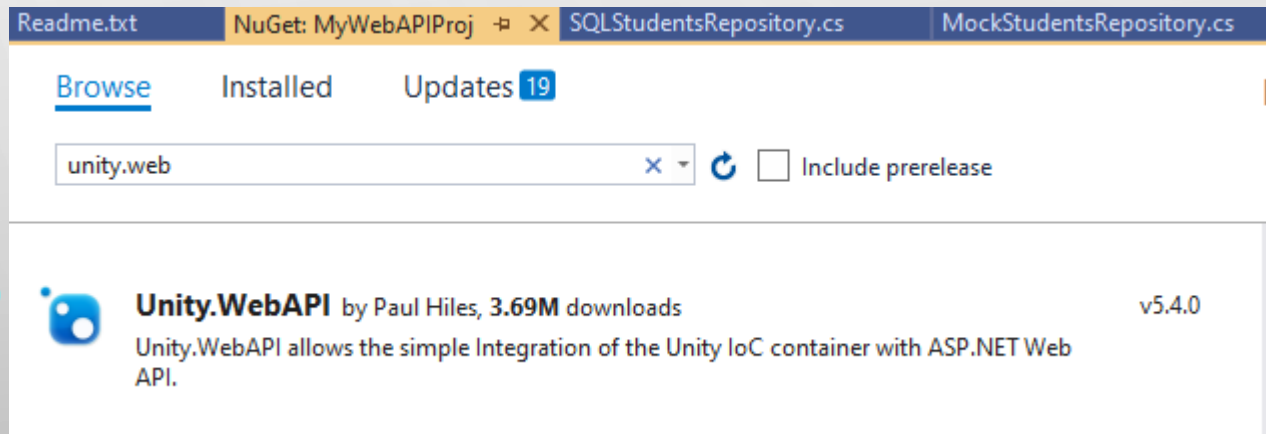 Readme.txt NuGet: MyWebAPIProj SQLStudentsRepository.cs MockStudentsRepository.cs
Browse Installed Updates 19
unity.web Include prerelease
Unity.WebAPI by Paul Hiles, 3.69M downloads v5.4.0
Unity.WebAPI allows the simple Integration of the Unity IoC container with ASP.NET Web
API.